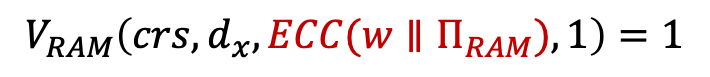 V_{RAM}(crs, d_x, ECC(w ∥ Π_{RAM}), 1) = 1